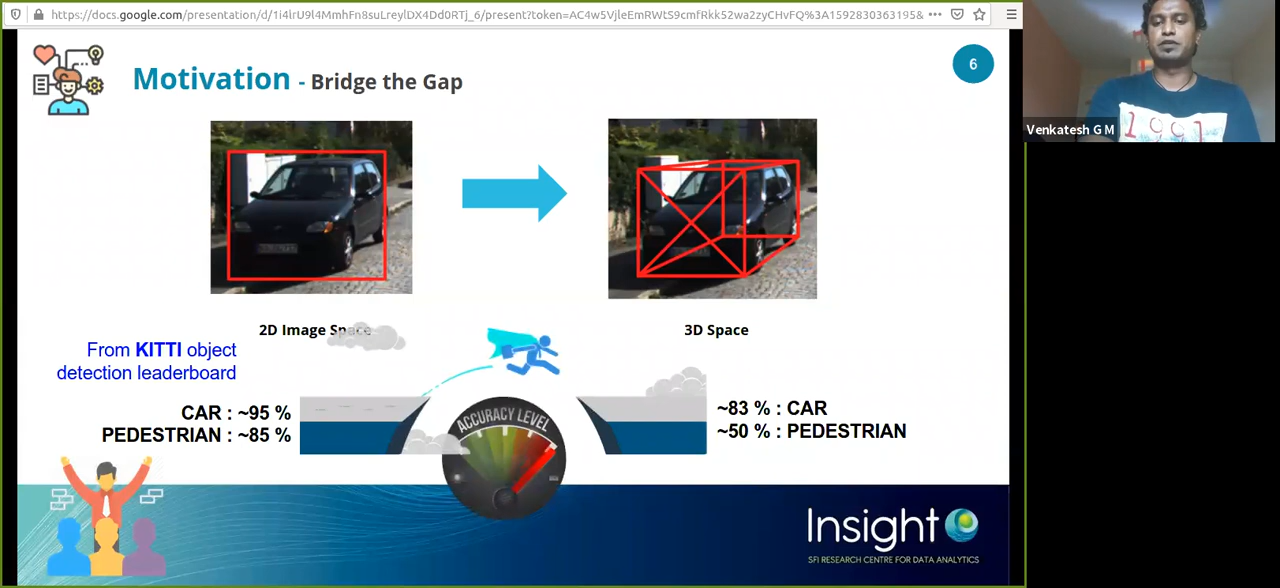 https://docs.google.com/presentation/d/1i4lrU9l4MmhFn8suLreylDX4Dd0RTj_6/present?token=AC4w5VjleEmRWtS9cmfRkk52wa2zyCHvFQ%3A1592830363195&
Motivation - Bridge the Gap
6
Venkatesh G M
1991
2D Image Space
3D Space
From KITTI object
detection leaderboard
CAR : ~95 %
PEDESTRIAN : ~85 %
ACCURACY LEVEL
~83 % : CAR
~50 % : PEDESTRIAN
Insight
SFI RESEARCH CENTRE FOR DATA ANALYTICS